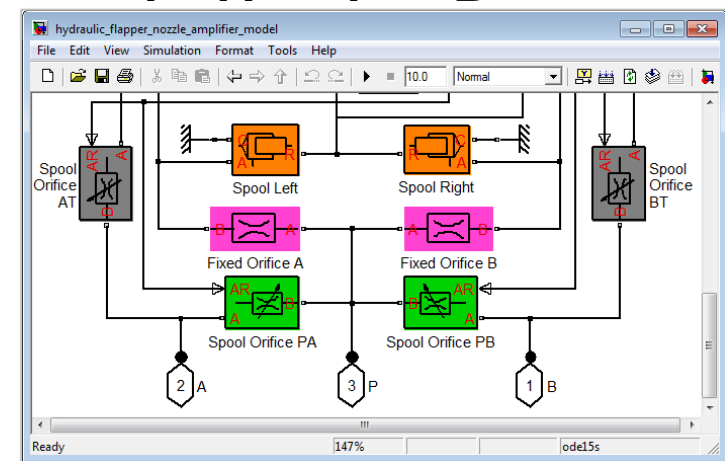 hydraulic_flapper_nozzle_amplifier_model
File Edit View Simulation Format Tools Help
10.0 Normal
AR A C A R R C A AR A
Spool Orifice AT
B
Spool Left
Spool Right
B
Spool Orifice BT
B A A B
Fixed Orifice A
Fixed Orifice B
AR B A B AR A
Spool Orifice PA
Spool Orifice PB
2 A 3 P 1 B
Ready 147% ode15s